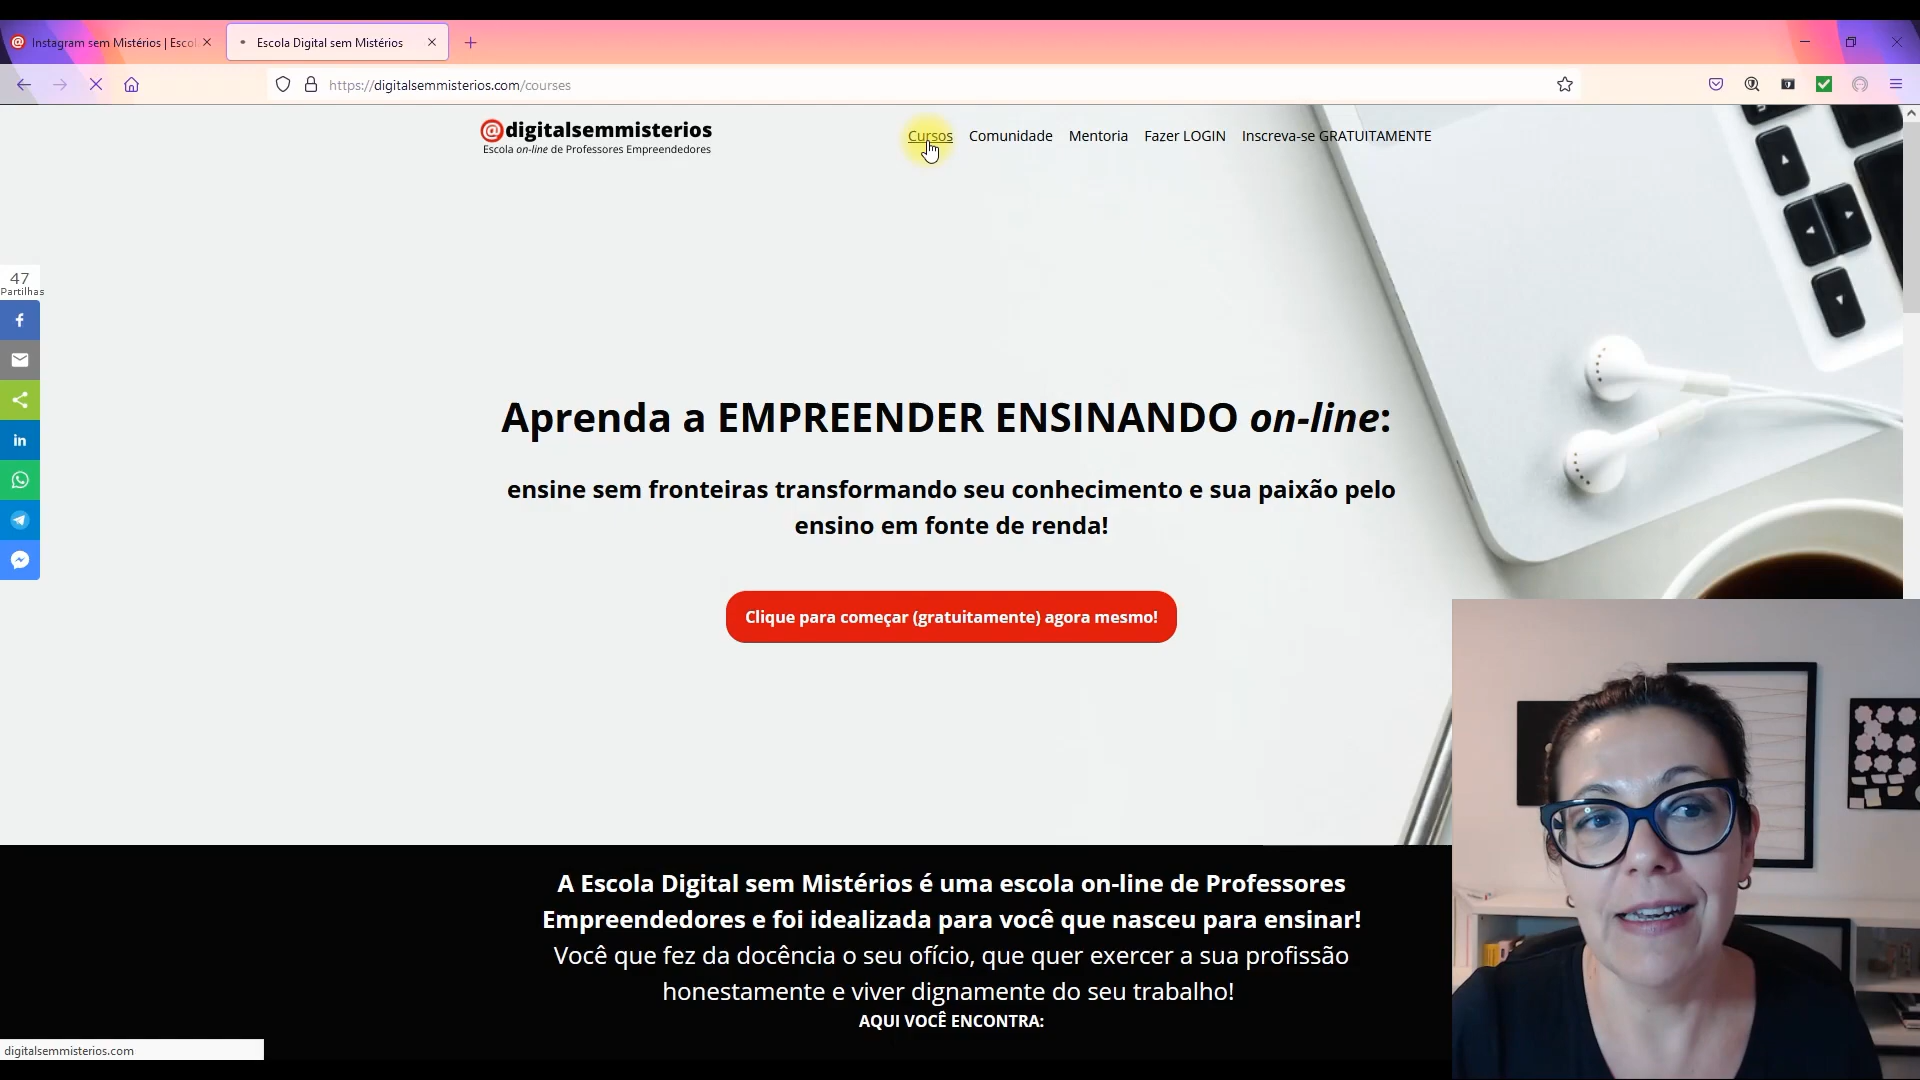 Instagram sem Mistérios | Escol
Escola Digital sem Mistérios
https://digitalsemmisterios.com/courses
@digitalsemmisterios
Escola on-line de Professores Empreendedores
Cursos
Comunidade
Mentoria
Fazer LOGIN
Inscreva-se GRATUITAMENTE
47
Partilhas
Aprenda a EMPREENDER ENSINANDO on-line:
ensine sem fronteiras transformando seu conhecimento e sua paixão pelo
ensino em fonte de renda!
Clique para começar (gratuitamente) agora mesmo!
A Escola Digital sem Mistérios é uma escola on-line de Professores
Empreendedores e foi idealizada para você que nasceu para ensinar!
Você que fez da docência o seu ofício, que quer exercer a sua profissão
honestamente e viver dignamente do seu trabalho!
AQUI VOCÊ ENCONTRA:
digitalsemmisterios.com